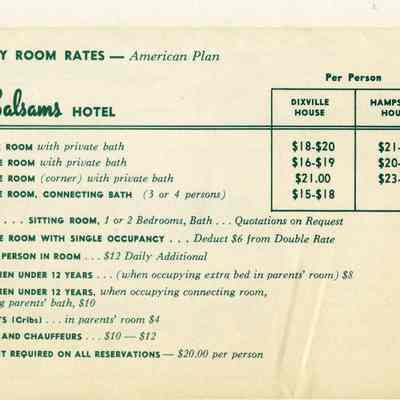 Y ROOM RATES — American Plan
Per Person
Balsams HOTEL
DIXVILLE HOUSE
HAMPS HOU
E ROOM with private bath $18-$20 $21-
E ROOM with private bath $16-$19 $20-
E ROOM (corner) with private bath $21.00 $23-
E ROOM, CONNECTING BATH (3 or 4 persons) $15-$18
. . . . SITTING ROOM, 1 or 2 Bedrooms, Bath . . . Quotations on Request
E ROOM WITH SINGLE OCCUPANCY . . . Deduct $6 from Double Rate
PERSON IN ROOM . . . $12 Daily Additional
EN UNDER 12 YEARS . . . (when occupying extra bed in parents' room) $8
EN UNDER 12 YEARS, when occupying connecting room,
g parents' bath, $10
TS (Cribs) . . . in parents' room $4
AND CHAUFFEURS . . . $10 — $12
T REQUIRED ON ALL RESERVATIONS — $20.00 per person